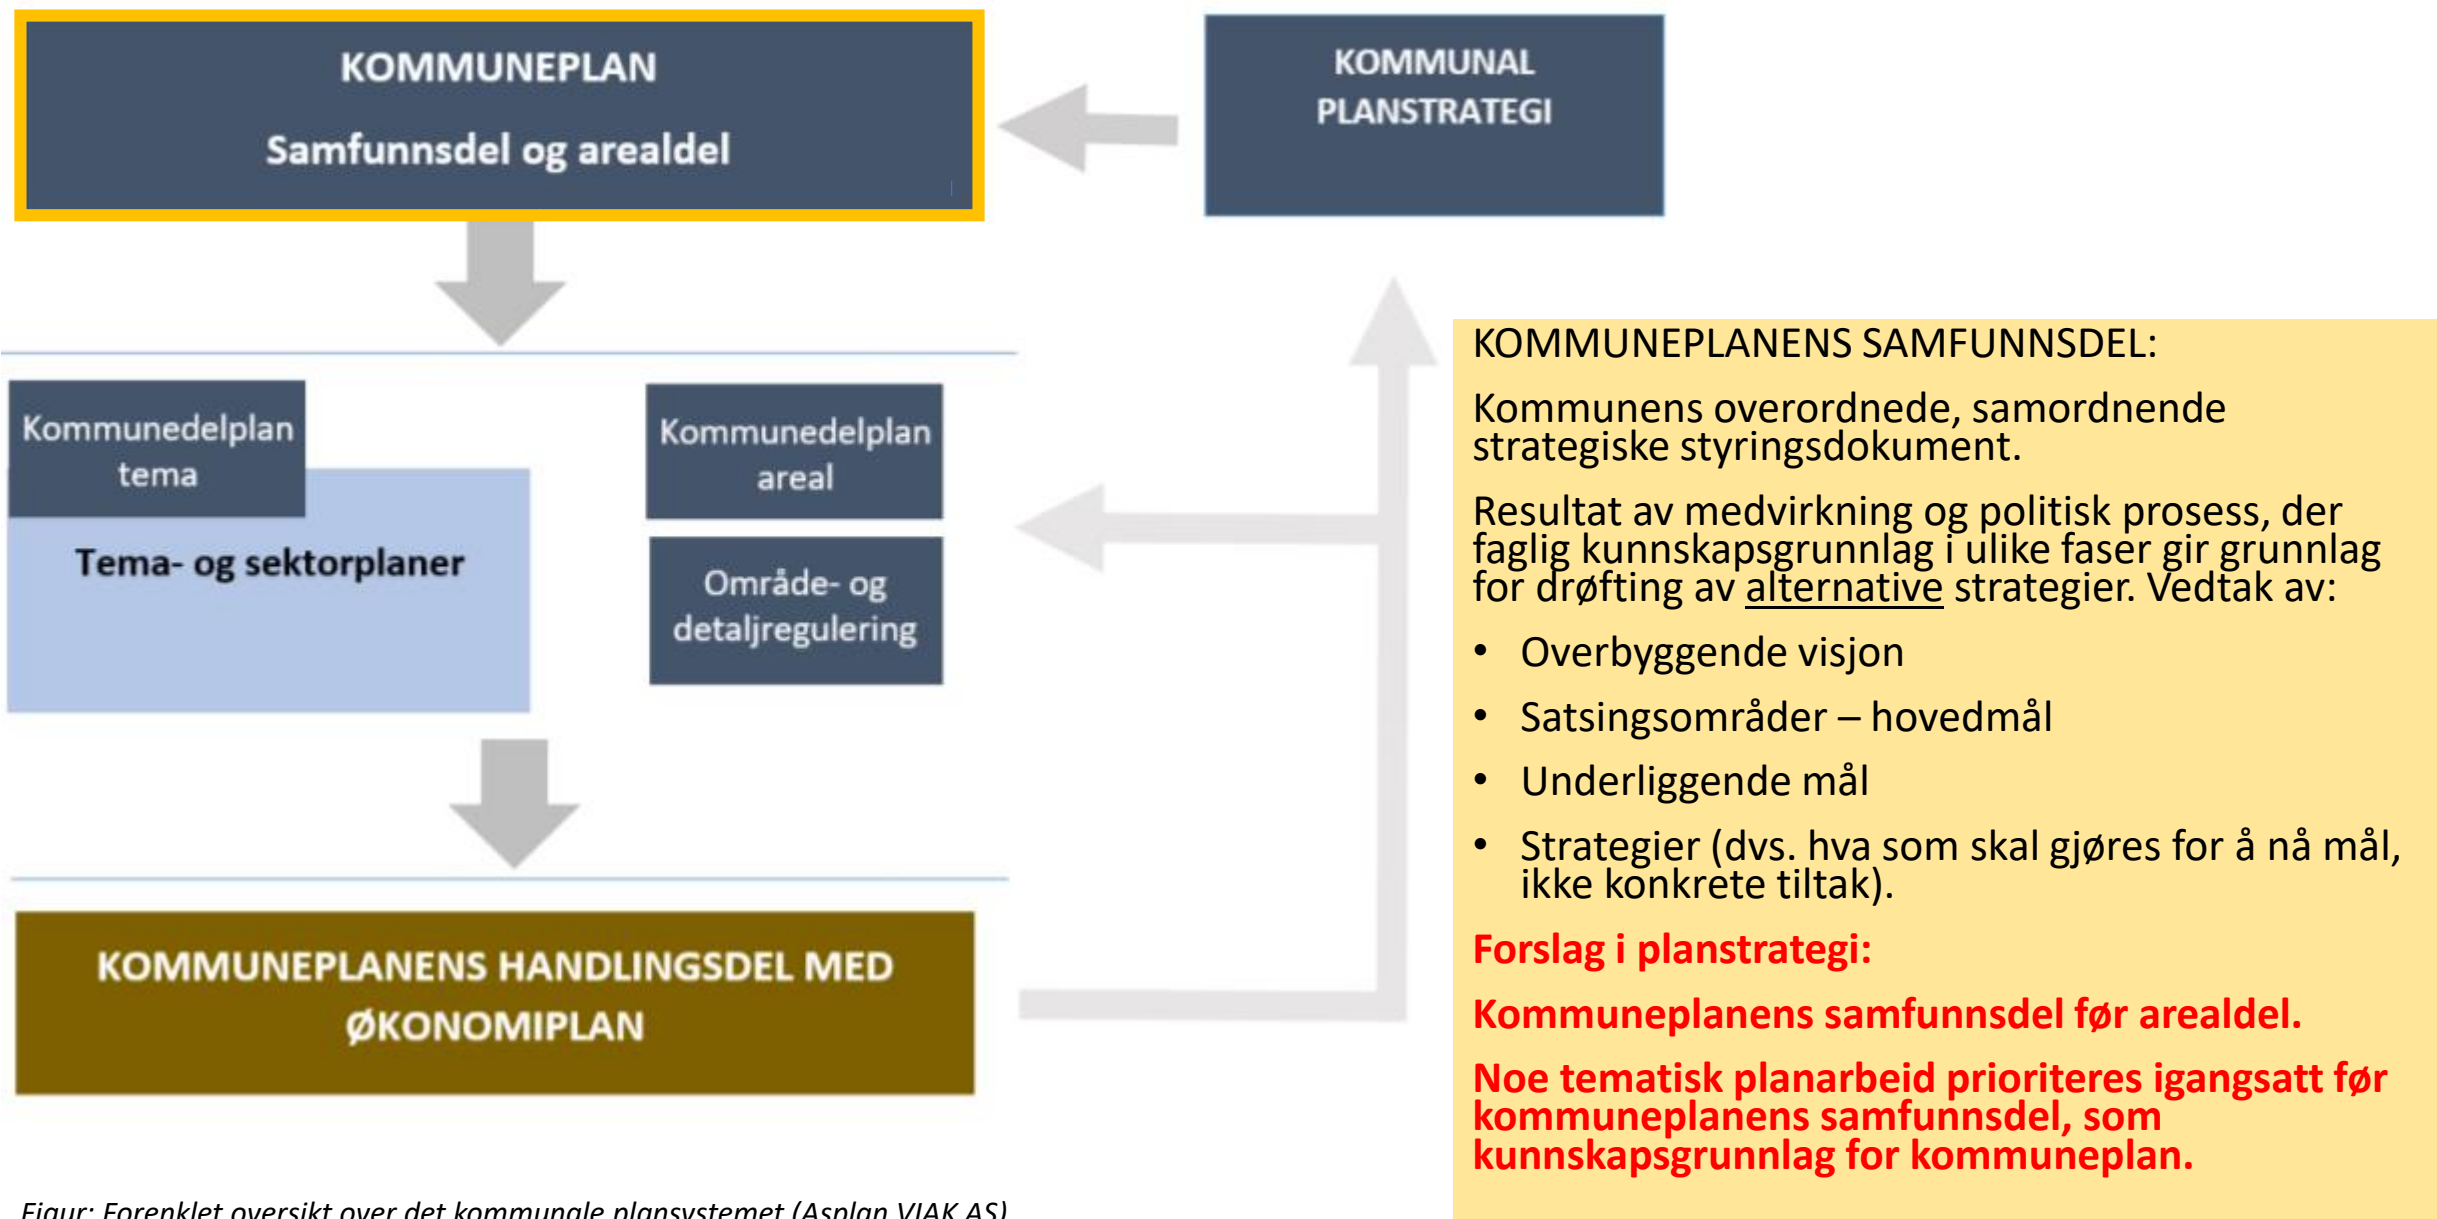 KOMMUNEPLAN
Samfunnsdel og arealdel
KOMMUNAL
PLANSTRATEGI
Kommunedelplan
tema
Tema- og sektorplaner
Kommunedelplan
areal
Område- og
detaljregulering
KOMMUNEPLANENS HANDLINGSDEL MED
ØKONOMIPLAN
Figur: Forenklet oversikt over det kommunale plansystemet (Asplan VIAK AS)
KOMMUNEPLANENS SAMFUNNSDEL:
Kommunens overordnede, samordnende
strategiske styringsdokument.
Resultat av medvirkning og politisk prosess, der
faglig kunnskapsgrunnlag i ulike faser gir grunnlag
for drøfting av alternative strategier. Vedtak av:
• Overbyggende visjon
• Satsingsområder – hovedmål
• Underliggende mål
• Strategier (dvs. hva som skal gjøres for å nå mål,
ikke konkrete tiltak).
Forslag i planstrategi:
Kommuneplanens samfunnsdel før arealdel.
Noe tematisk planarbeid prioriteres igangsatt før
kommuneplanens samfunnsdel, som
kunnskapsgrunnlag for kommuneplan.